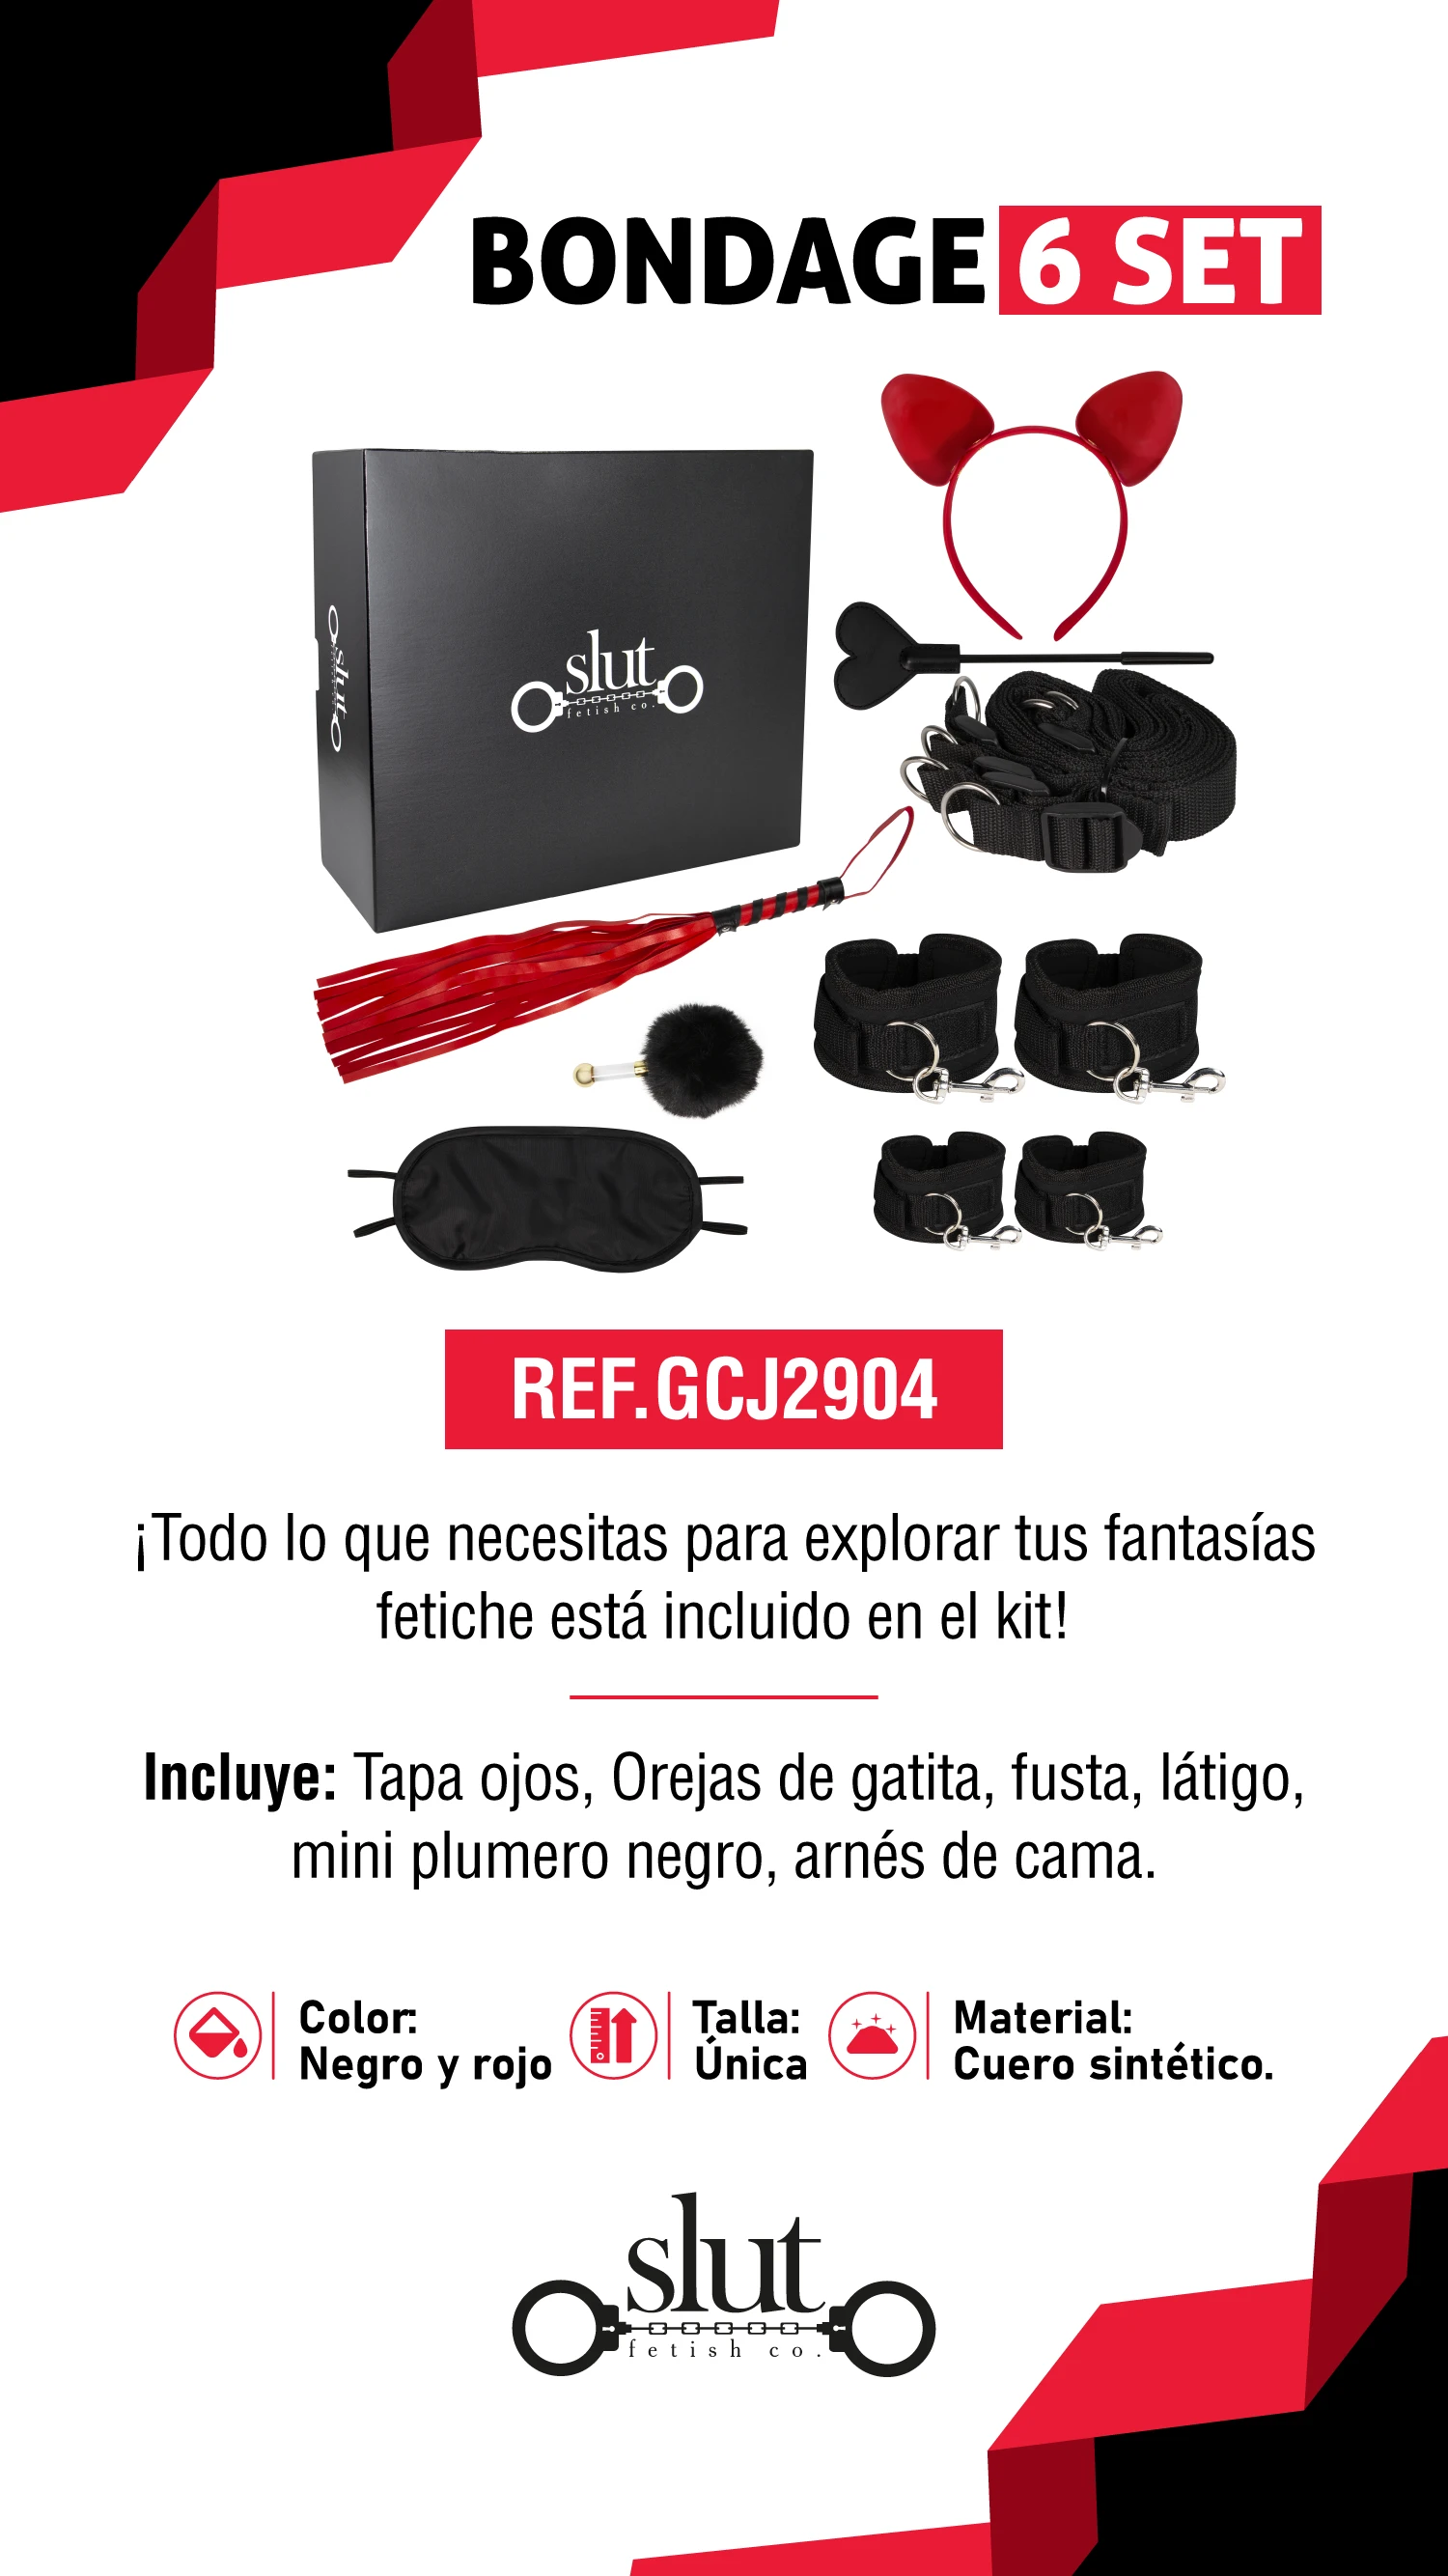 BONDAGE 6 SET
slut
fetish co.
slut
REF.GCJ2904
¡Todo lo que necesitas para explorar tus fantasías
fetiche está incluido en el kit!
Incluye: Tapa ojos, Orejas de gatita, fusta, látigo,
mini plumero negro, arnés de cama.
Color:
Negro y rojo
Talla:
Única
Material:
Cuero sintético.
slut
fetish co.